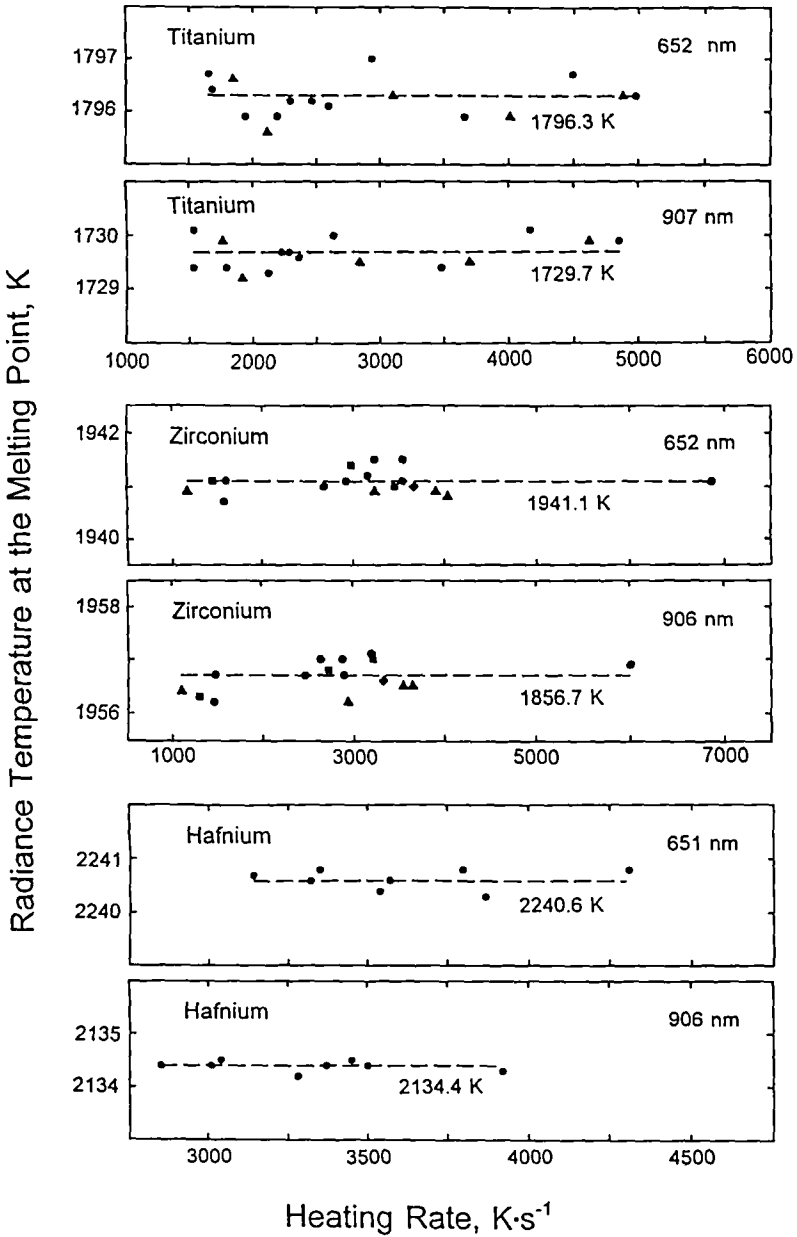 Radiance Temperature at the Melting Point, K
Titanium
652 nm
1797
1796
1796.3 K
Titanium
907 nm
1730
1729
1729.7 K
1000 2000 3000 4000 5000 6000
Zirconium
652 nm
1942
1940
1941.1 K
Zirconium
906 nm
1958
1956
1856.7 K
1000 3000 5000 7000
Hafnium
651 nm
2241
2240
2240.6 K
Hafnium
906 nm
2135
2134
2134.4 K
3000 3500 4000 4500
Heating Rate, K·s⁻¹